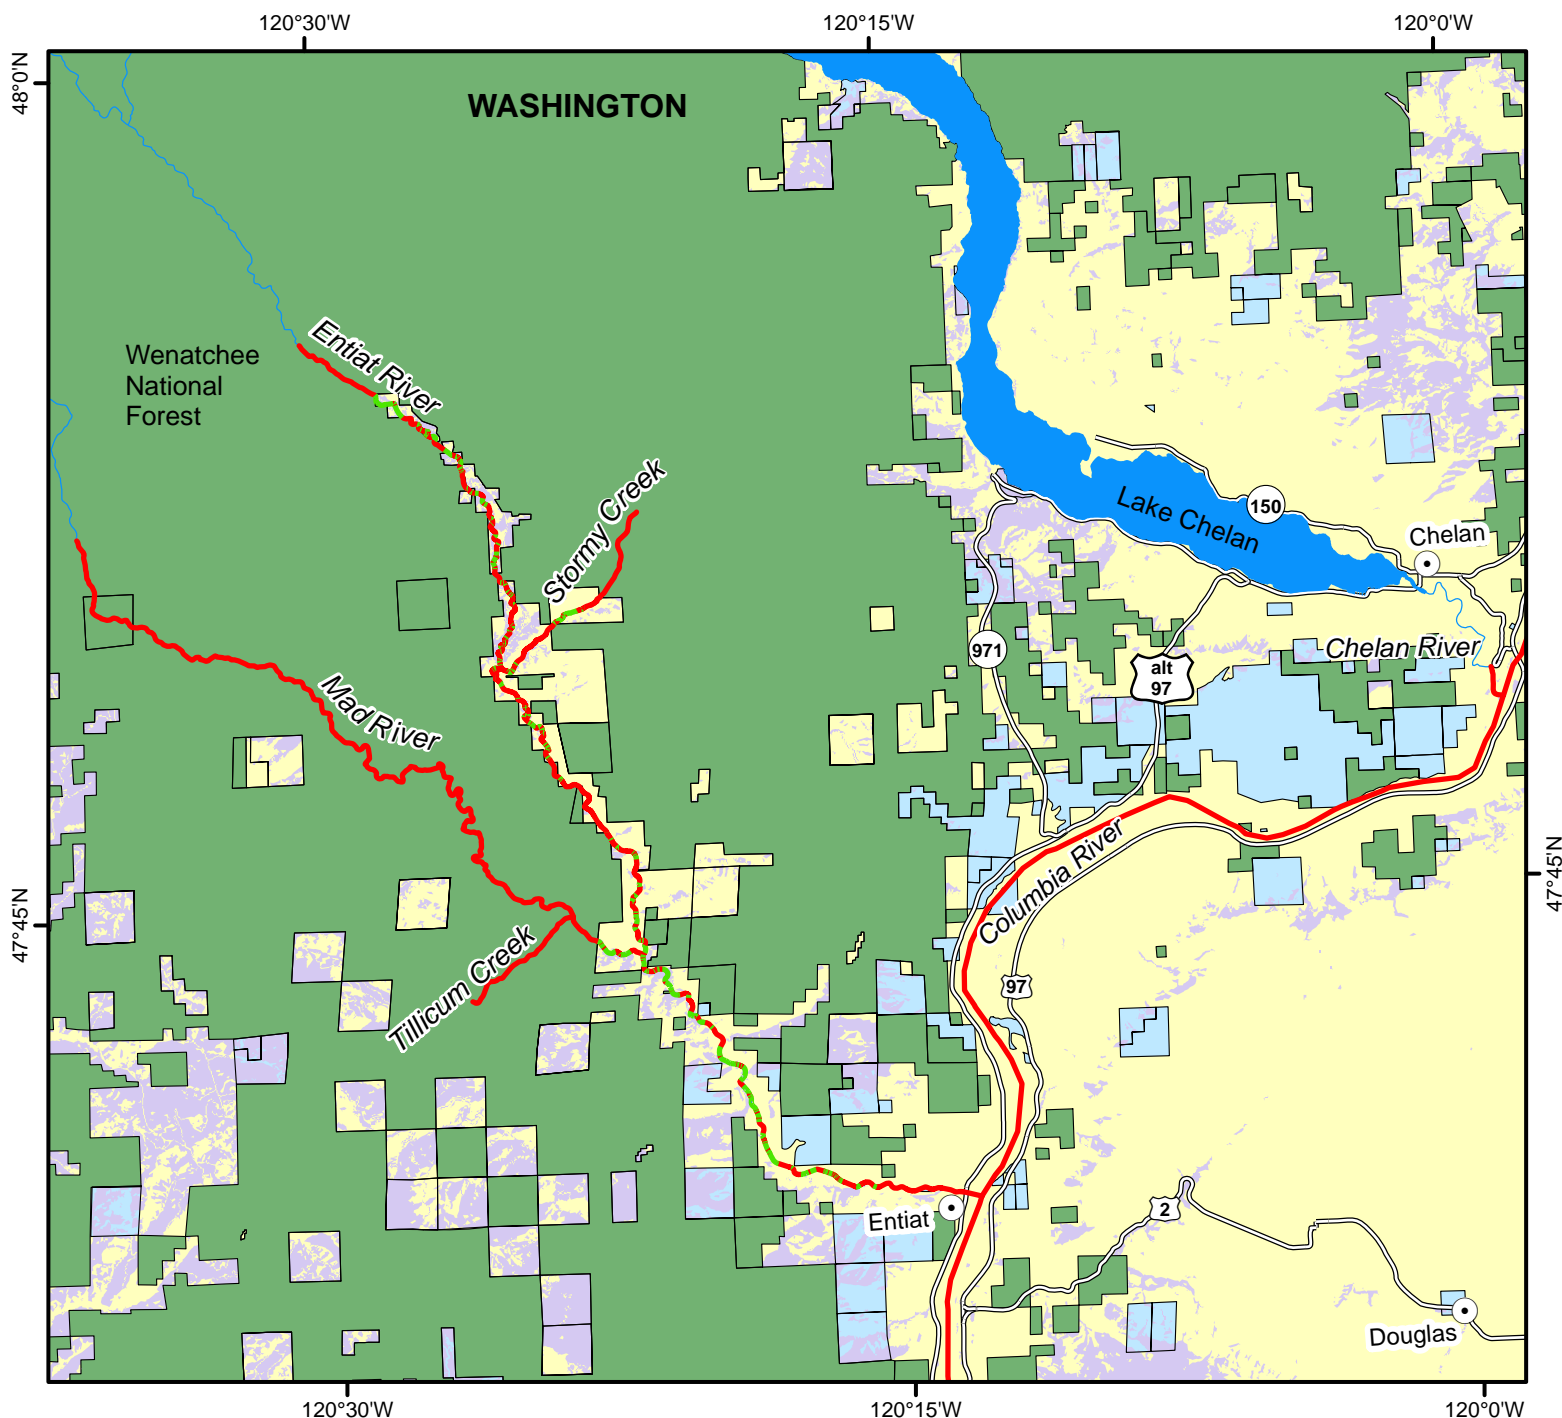 120°30'W
120°15'W
120°0'W
48°0'N
WASHINGTON
Entiat River
Wenatchee
National
Forest
Stormy Creek
Lake Chelan
150
Chelan
971
alt
97
Chelan River
Mad River
Columbia River
47°45'N
47°45'N
Tillicum Creek
97
Entiat
2
Douglas
120°30'W
120°15'W
120°0'W